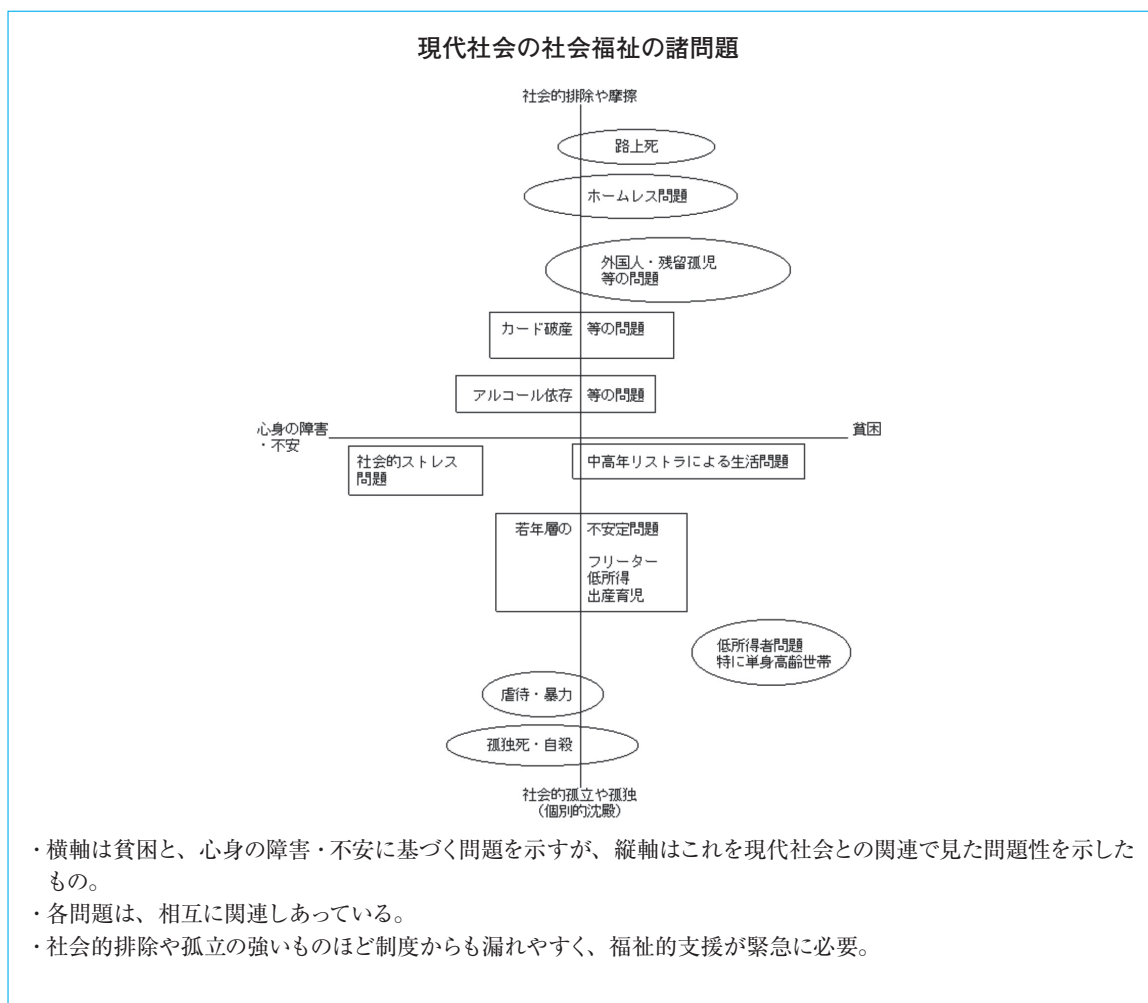 現代社会の社会福祉の諸問題
社会的排除や摩擦
路上死
ホームレス問題
外国人・残留孤児
等の問題
カード破産 等の問題
アルコール依存 等の問題
心身の障害
・不安
貧困
社会的ストレス
問題
中高年リストラによる生活問題
若年層の 不安定問題
フリーター
低所得
出産育児
低所得者問題
特に単身高齢世帯
虐待・暴力
孤独死・自殺
社会的孤立や孤独
(個別的沈殿)
・横軸は貧困と、心身の障害・不安に基づく問題を示すが、縦軸はこれを現代社会との関連で見た問題性を示した
もの。
・各問題は、相互に関連しあっている。
・社会的排除や孤立の強いものほど制度からも漏れやすく、福祉的支援が緊急に必要。